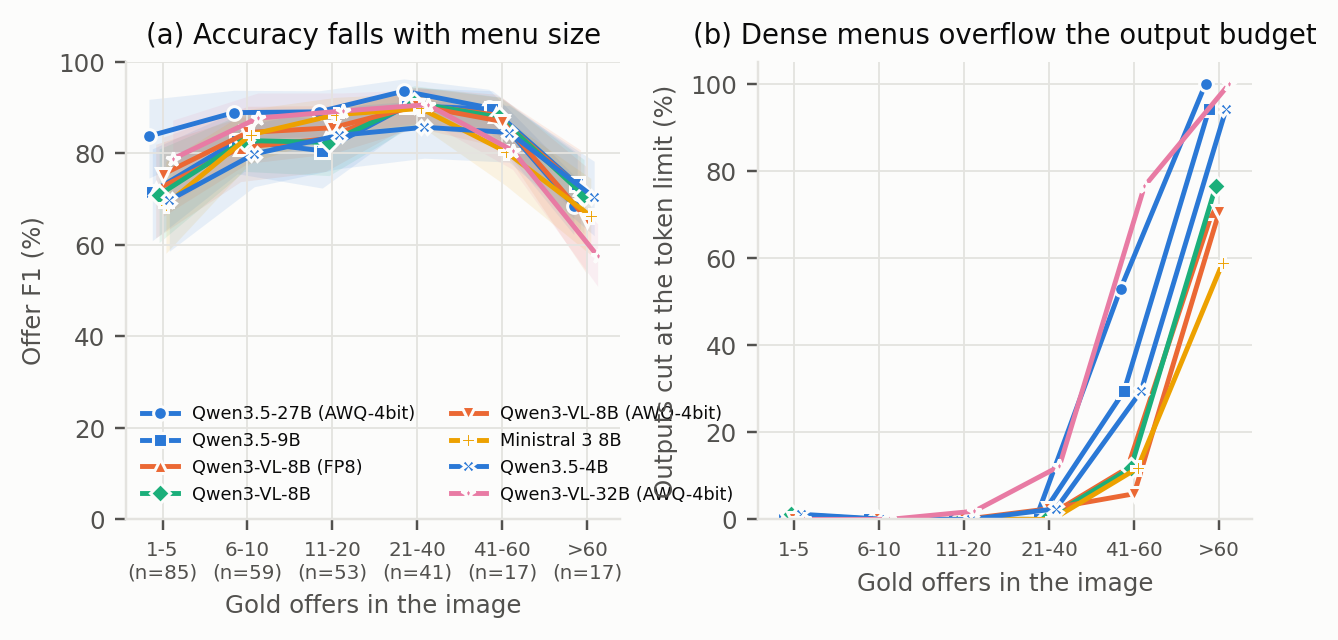 (a) Accuracy falls with menu size
Offer F1 (%)
100
80
60
40
20
0
Qwen3.5-27B (AWQ-4bit)
Qwen3.5-9B
Qwen3-VL-8B (FP8)
Qwen3-VL-8B
Qwen3-VL-8B (AWQ-4bit)
Ministral 3 8B
Qwen3.5-4B
Qwen3-VL-32B (AWQ-4bit)
1-5 6-10 11-20 21-40 41-60 >60
(n=85) (n=59) (n=53) (n=41) (n=17) (n=17)
Gold offers in the image
(b) Dense menus overflow the output budget
Outputs cut at the token limit (%)
100
80
60
40
20
0
1-5 6-10 11-20 21-40 41-60 >60
Gold offers in the image